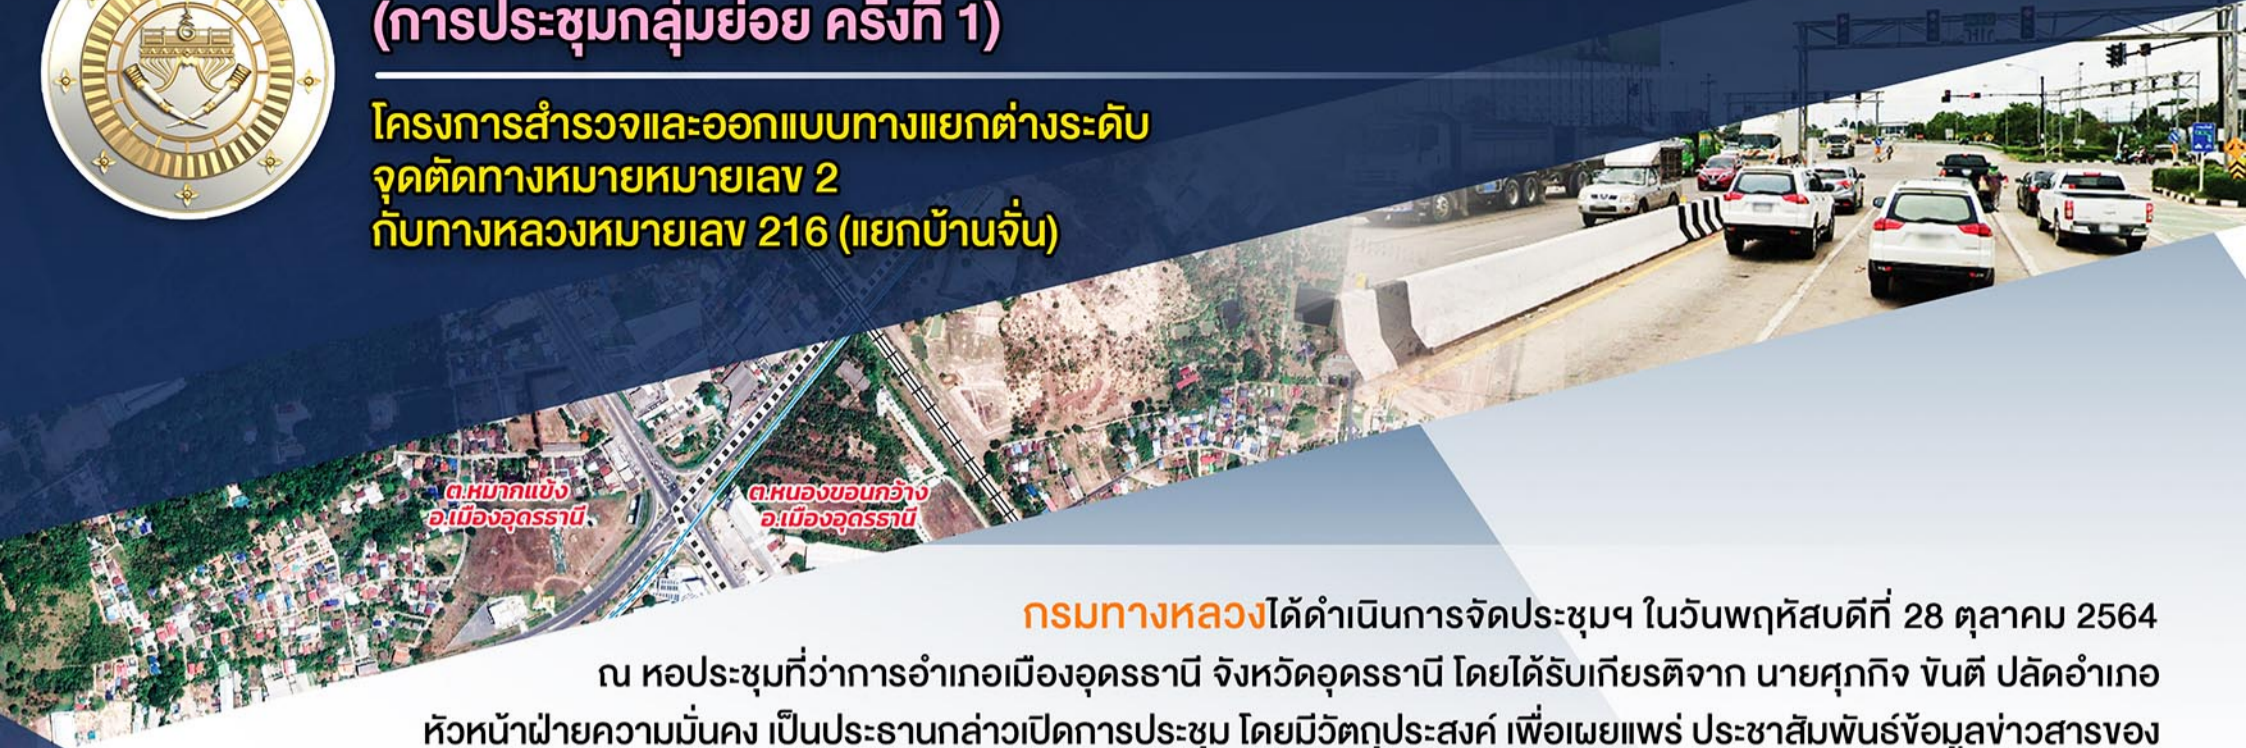 (การประชุมกลุ่มย่อย ครั้งที่ 1)
โครงการสำรวจและออกแบบทางแยกต่างระดับ
จุดตัดทางหมายหมายเลข 2
กับทางหลวงหมายเลข 216 (แยกบ้านจั่น)
ต.หมากแข้ง
อ.เมืองอุดรธานี
ต.หนองขอนกว้าง
อ.เมืองอุดรธานี
กรมทางหลวงได้ดำเนินการจัดประชุมฯ ในวันพฤหัสบดีที่ 28 ตุลาคม 2564
ณ หอประชุมที่ว่าการอำเภอเมืองอุดรธานี จังหวัดอุดรธานี โดยได้รับเกียรติจาก นายศุภกิจ ขันตี ปลัดอำเภอ
หัวหน้าฝ่ายความมั่นคง เป็นประธานกล่าวเปิดการประชุม โดยมีวัตถุประสงค์ เพื่อเผยแพร่ ประชาสัมพันธ์ข้อมูลข่าวสารของ